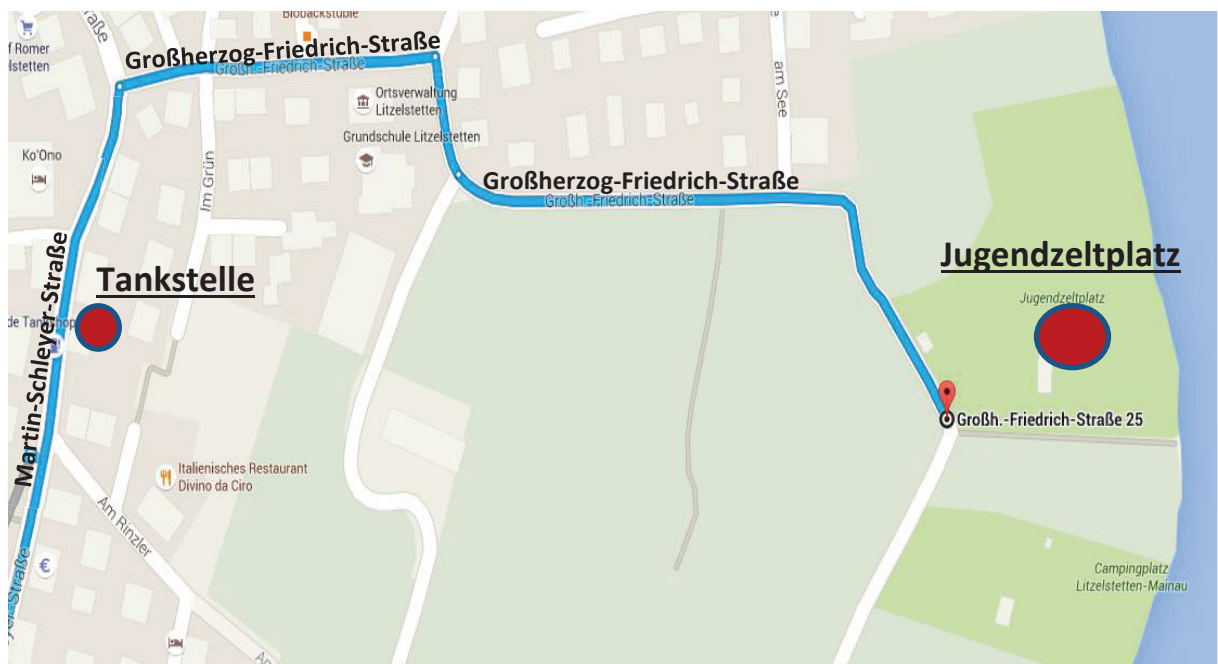 Biobackstuble
Großherzog-Friedrich-Straße
Großh.-Friedrich-Straße
f Romer
lstetten
Ortsverwaltung
Litzelstetten
Grundschule Litzelstetten
am See
Ko'Ono
Im Grün
Großherzog-Friedrich-Straße
Großh.-Friedrich-Straße
Martin-Schleyer-Straße
Tankstelle
Jugendzeltplatz
Jugendzeltplatz
Großh.-Friedrich-Straße 25
Italienisches Restaurant
Divino da Ciro
Am Rinzler
€
Campingplatz
Litzelstetten-Mainau